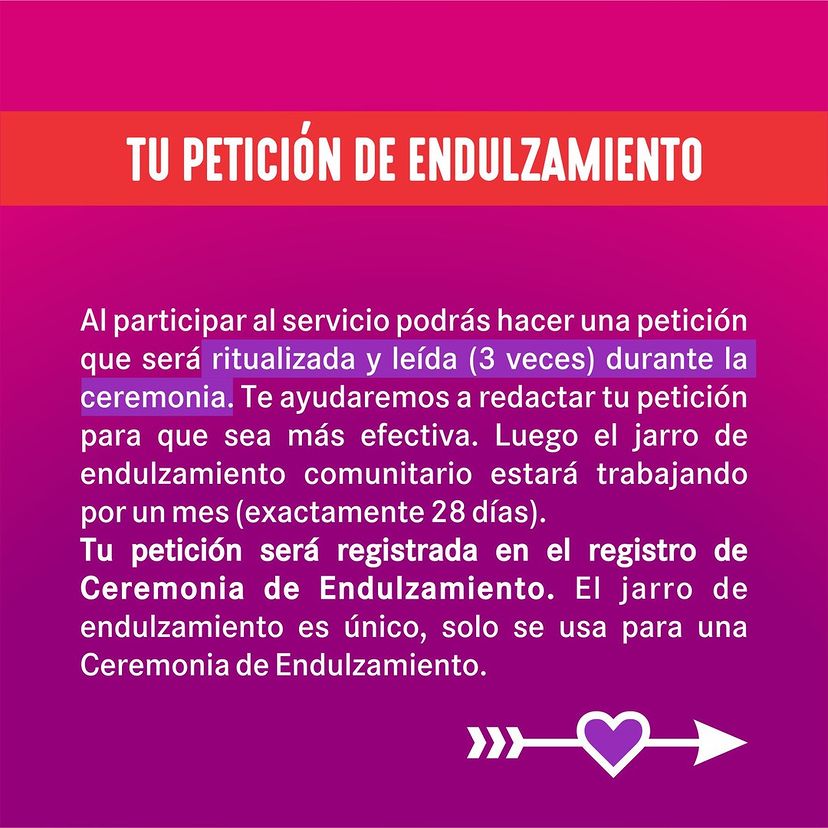 TU PETICIÓN DE ENDULZAMIENTO
Al participar al servicio podrás hacer una petición
que será ritualizada y leída (3 veces) durante la
ceremonia. Te ayudaremos a redactar tu petición
para que sea más efectiva. Luego el jarro de
endulzamiento comunitario estará trabajando
por un mes (exactamente 28 días).
Tu petición será registrada en el registro de
Ceremonia de Endulzamiento. El jarro de
endulzamiento es único, solo se usa para una
Ceremonia de Endulzamiento.